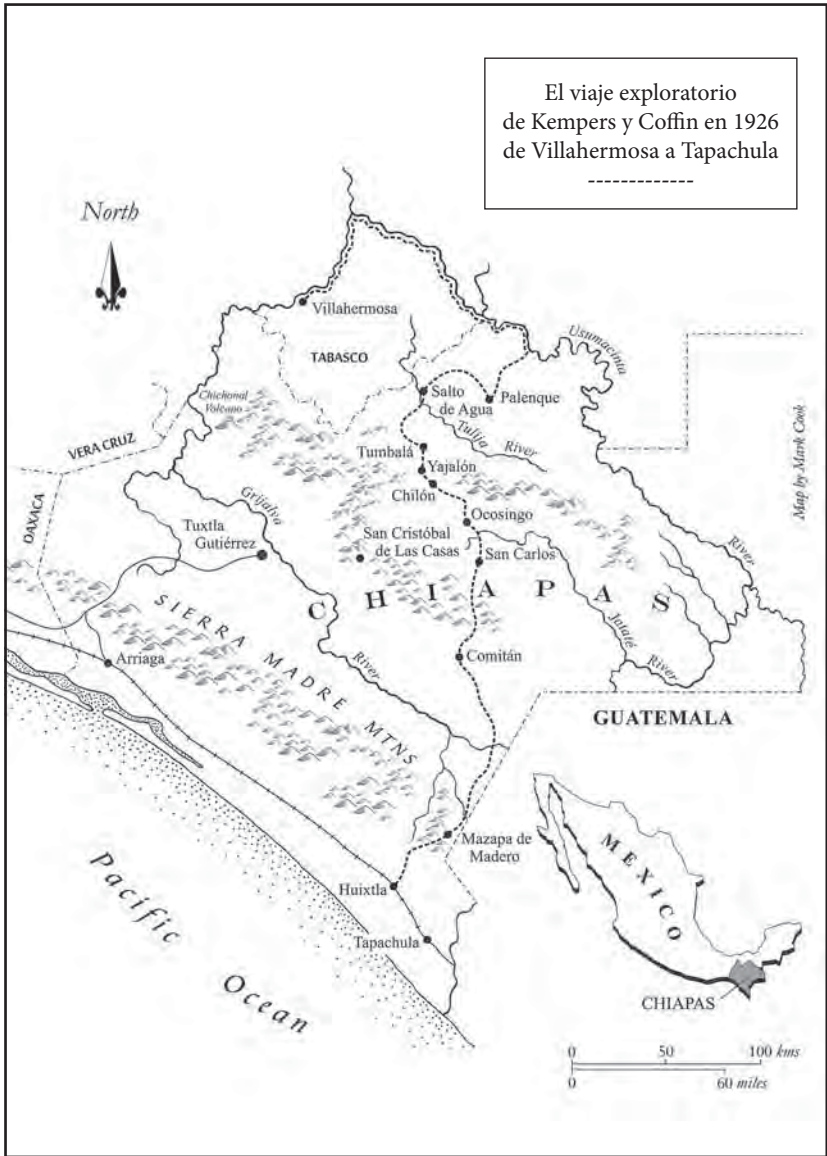 El viaje exploratorio
de Kempers y Coffin en 1926
de Villahermosa a Tapachula
-------------
North
Villahermosa
TABASCO
Usumacinta
River
Chichonal
Volcano
Salto
de Agua
Palenque
Tulija
River
VERA CRUZ
OAXACA
Tumbalá
Yajalón
Chilón
Ocosingo
Grijalva
River
Tuxtla
Gutiérrez
San Cristóbal
de Las Casas
San Carlos
CHIAPAS
Jataté
River
SIERRA MADRE MTNS
Arriaga
Comitán
GUATEMALA
Mazapa de
Madero
Huixtla
Tapachula
Pacific
Ocean
MEXICO
CHIAPAS
0 50 100 kms
0 60 miles
Map by Mark Cook